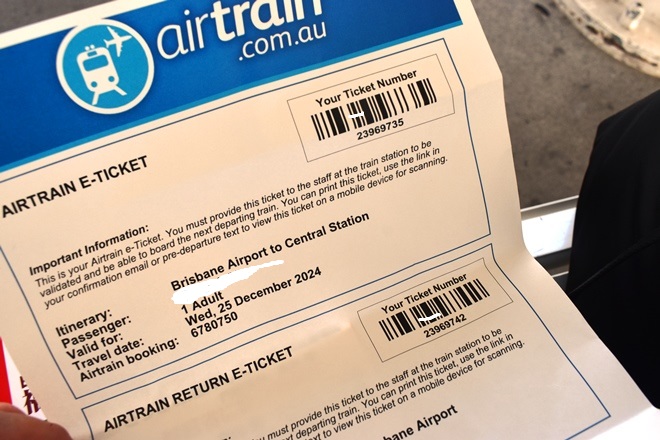 airtrain
.com.au
Your Ticket Number
23969735
AIRTRAIN E-TICKET
Important Information:
This is your Airtrain e-Ticket. You must provide this ticket to the staff at the train station to be
validated and be able to board the next departing train. You can print this ticket, use the link in
your confirmation email or pre-departure text to view this ticket on a mobile device for scanning.
Itinerary: Brisbane Airport to Central Station
Passenger:
Valid for: 1 Adult
Travel date: Wed, 25 December 2024
Airtrain booking: 6780750
Your Ticket Number
23969742
AIRTRAIN RETURN E-TICKET
must provide this ticket to the staff at the train station to be
next departing train. You can print this ticket, use the link in
text to view this ticket on a mobile device for scanning.
Airport